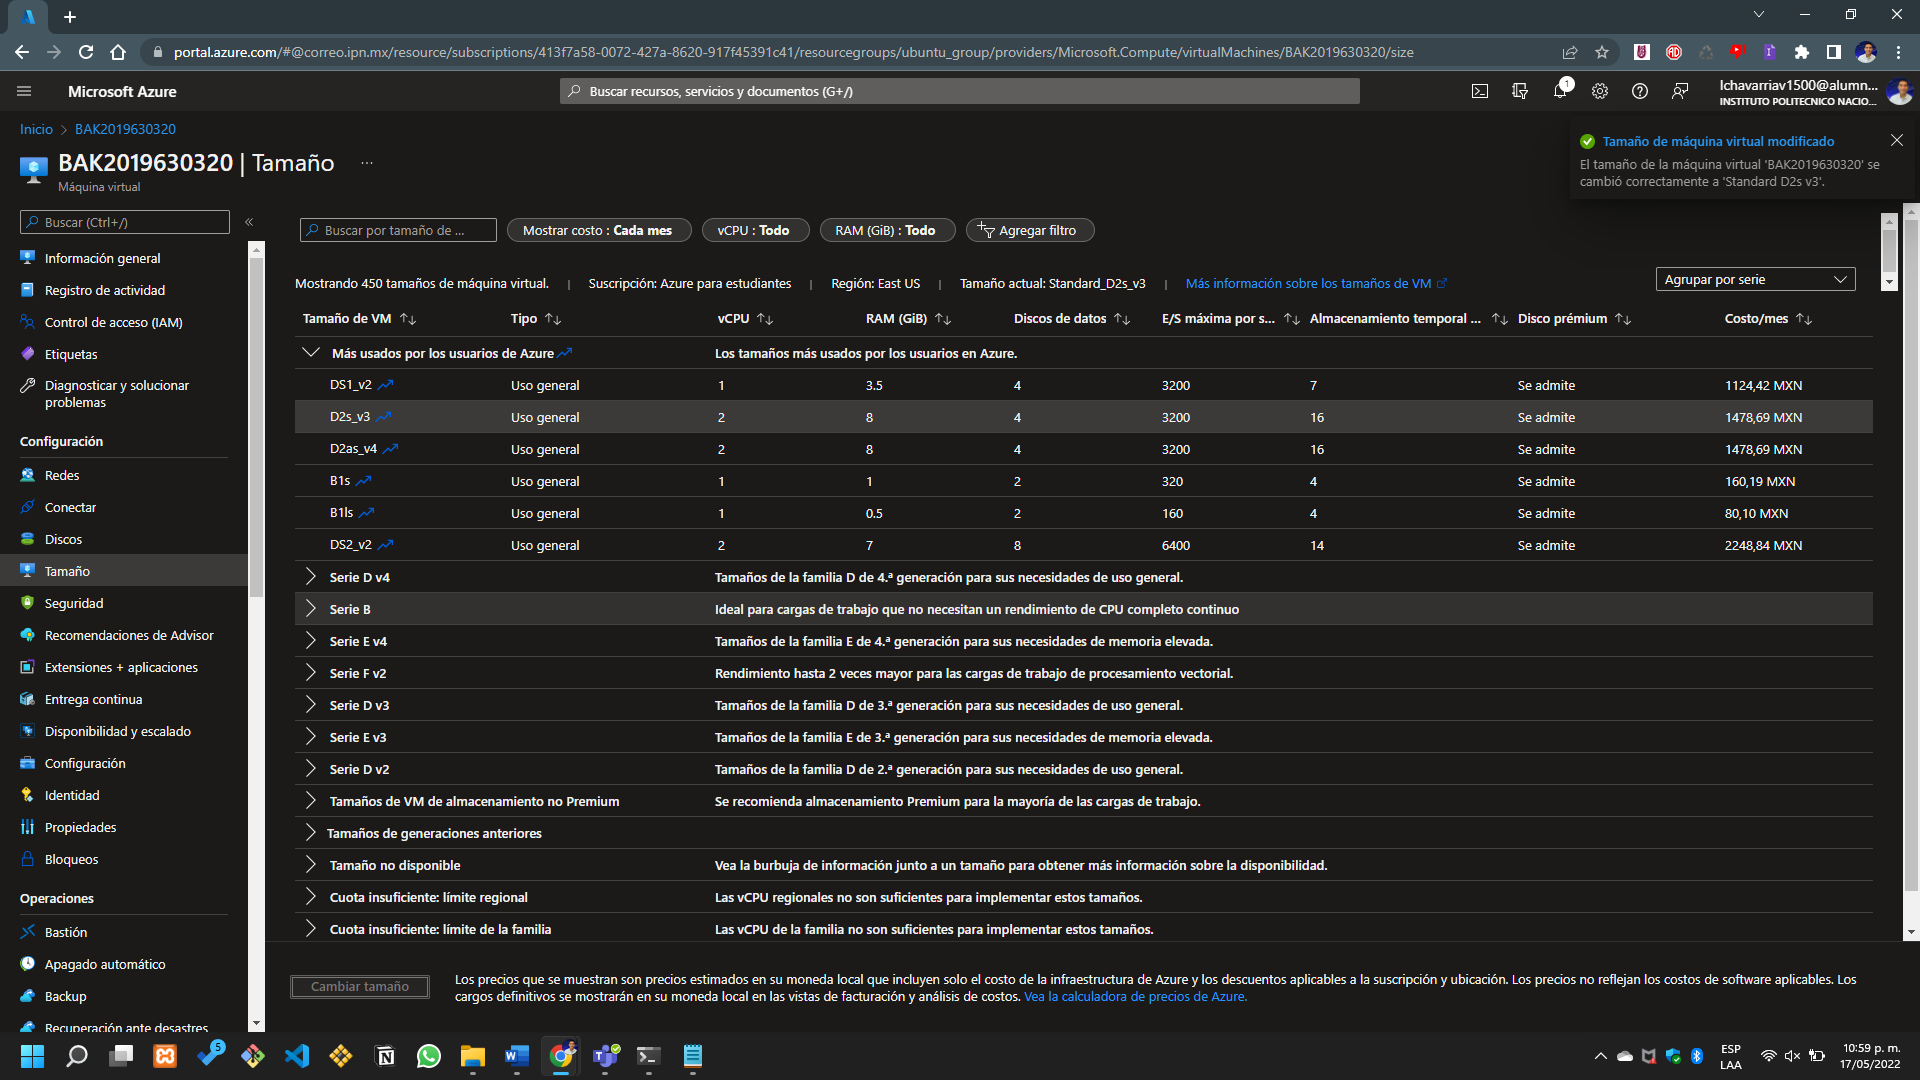 portal.azure.com/#@correo.ipn.mx/resource/subscriptions/413f7a58-0072-427a-8620-917f45391c41/resourcegroups/ubuntu_group/providers/Microsoft.Compute/virtualMachines/BAK2019630320/size
Microsoft Azure
Buscar recursos, servicios y documentos (G+/)
1
lchavarriav1500@alumn...
INSTITUTO POLITECNICO NACIO...
Inicio > BAK2019630320
BAK2019630320 | Tamaño ...
Máquina virtual
Tamaño de máquina virtual modificado
El tamaño de la máquina virtual 'BAK2019630320' se
cambió correctamente a 'Standard D2s v3'.
Buscar (Ctrl+/)
«
Información general
Registro de actividad
Control de acceso (IAM)
Etiquetas
Diagnosticar y solucionar
problemas
Configuración
Redes
Conectar
Discos
Tamaño
Seguridad
Recomendaciones de Advisor
Extensiones + aplicaciones
Entrega continua
Disponibilidad y escalado
Configuración
Identidad
Propiedades
Bloqueos
Operaciones
Bastión
Apagado automático
Backup
Recuperación ante desastres
Buscar por tamaño de ...
Mostrar costo : Cada mes
vCPU : Todo
RAM (GiB) : Todo
Agregar filtro
Mostrando 450 tamaños de máquina virtual. | Suscripción: Azure para estudiantes | Región: East US | Tamaño actual: Standard_D2s_v3 | Más información sobre los tamaños de VM
Agrupar por serie
Tamaño de VM Tipo vCPU RAM (GiB) Discos de datos E/S máxima por s... Almacenamiento temporal ... Disco prémium Costo/mes
Más usados por los usuarios de Azure Los tamaños más usados por los usuarios en Azure.
DS1_v2 Uso general 1 3.5 4 3200 7 Se admite 1124,42 MXN
D2s_v3 Uso general 2 8 4 3200 16 Se admite 1478,69 MXN
D2as_v4 Uso general 2 8 4 3200 16 Se admite 1478,69 MXN
B1s Uso general 1 1 2 320 4 Se admite 160,19 MXN
B1ls Uso general 1 0.5 2 160 4 Se admite 80,10 MXN
DS2_v2 Uso general 2 7 8 6400 14 Se admite 2248,84 MXN
Serie D v4 Tamaños de la familia D de 4.ª generación para sus necesidades de uso general.
Serie B Ideal para cargas de trabajo que no necesitan un rendimiento de CPU completo continuo
Serie E v4 Tamaños de la familia E de 4.ª generación para sus necesidades de memoria elevada.
Serie F v2 Rendimiento hasta 2 veces mayor para las cargas de trabajo de procesamiento vectorial.
Serie D v3 Tamaños de la familia D de 3.ª generación para sus necesidades de uso general.
Serie E v3 Tamaños de la familia E de 3.ª generación para sus necesidades de memoria elevada.
Serie D v2 Tamaños de la familia D de 2.ª generación para sus necesidades de uso general.
Tamaños de VM de almacenamiento no Premium Se recomienda almacenamiento Premium para la mayoría de las cargas de trabajo.
Tamaños de generaciones anteriores
Tamaño no disponible Vea la burbuja de información junto a un tamaño para obtener más información sobre la disponibilidad.
Cuota insuficiente: límite regional Las vCPU regionales no son suficientes para implementar estos tamaños.
Cuota insuficiente: límite de la familia Las vCPU de la familia no son suficientes para implementar estos tamaños.
Cambiar tamaño
Los precios que se muestran son precios estimados en su moneda local que incluyen solo el costo de la infraestructura de Azure y los descuentos aplicables a la suscripción y ubicación. Los precios no reflejan los costos de software aplicables. Los
cargos definitivos se mostrarán en su moneda local en las vistas de facturación y análisis de costos. Vea la calculadora de precios de Azure.
5
ESP
LAA
10:59 p. m.
17/05/2022